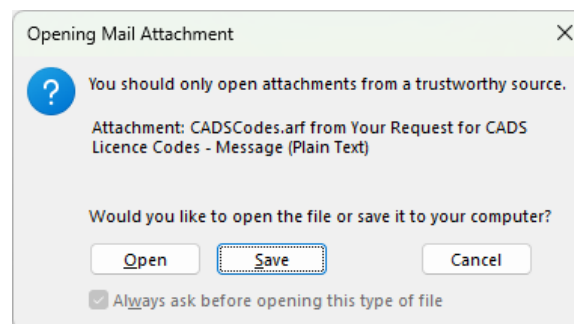 Opening Mail Attachment
You should only open attachments from a trustworthy source.
Attachment: CADSCodes.arf from Your Request for CADS
Licence Codes - Message (Plain Text)
Would you like to open the file or save it to your computer?
Open Save Cancel
Always ask before opening this type of file